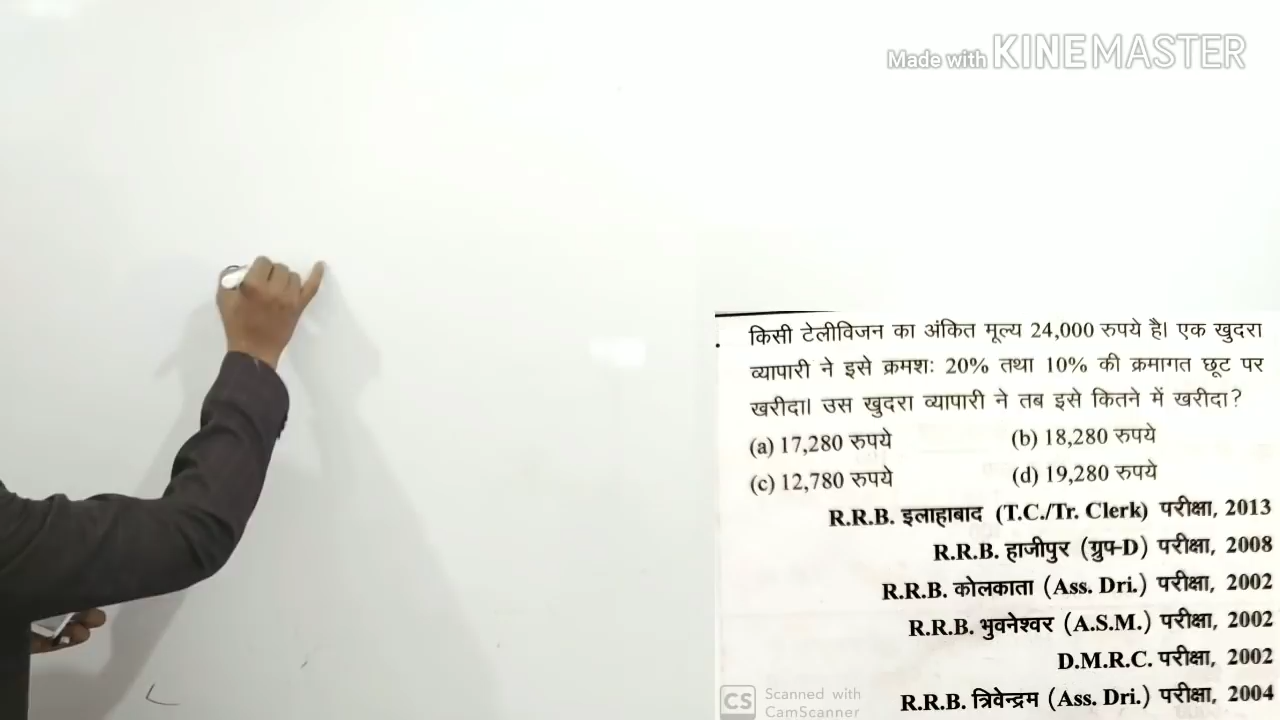 Made with KINEMASTER
किसी टेलीविजन का अंकित मूल्य 24,000 रुपये है। एक खुदरा
व्यापारी ने इसे क्रमशः 20% तथा 10% की क्रमागत छूट पर
खरीदा। उस खुदरा व्यापारी ने तब इसे कितने में खरीदा?
(a) 17,280 रुपये (b) 18,280 रुपये
(c) 12,780 रुपये (d) 19,280 रुपये
R.R.B. इलाहाबाद (T.C./Tr. Clerk) परीक्षा, 2013
R.R.B. हाजीपुर (ग्रुप-D) परीक्षा, 2008
R.R.B. कोलकाता (Ass. Dri.) परीक्षा, 2002
R.R.B. भुवनेश्वर (A.S.M.) परीक्षा, 2002
D.M.R.C. परीक्षा, 2002
R.R.B. त्रिवेन्द्रम (Ass. Dri.) परीक्षा, 2004
CS Scanned with
CamScanner